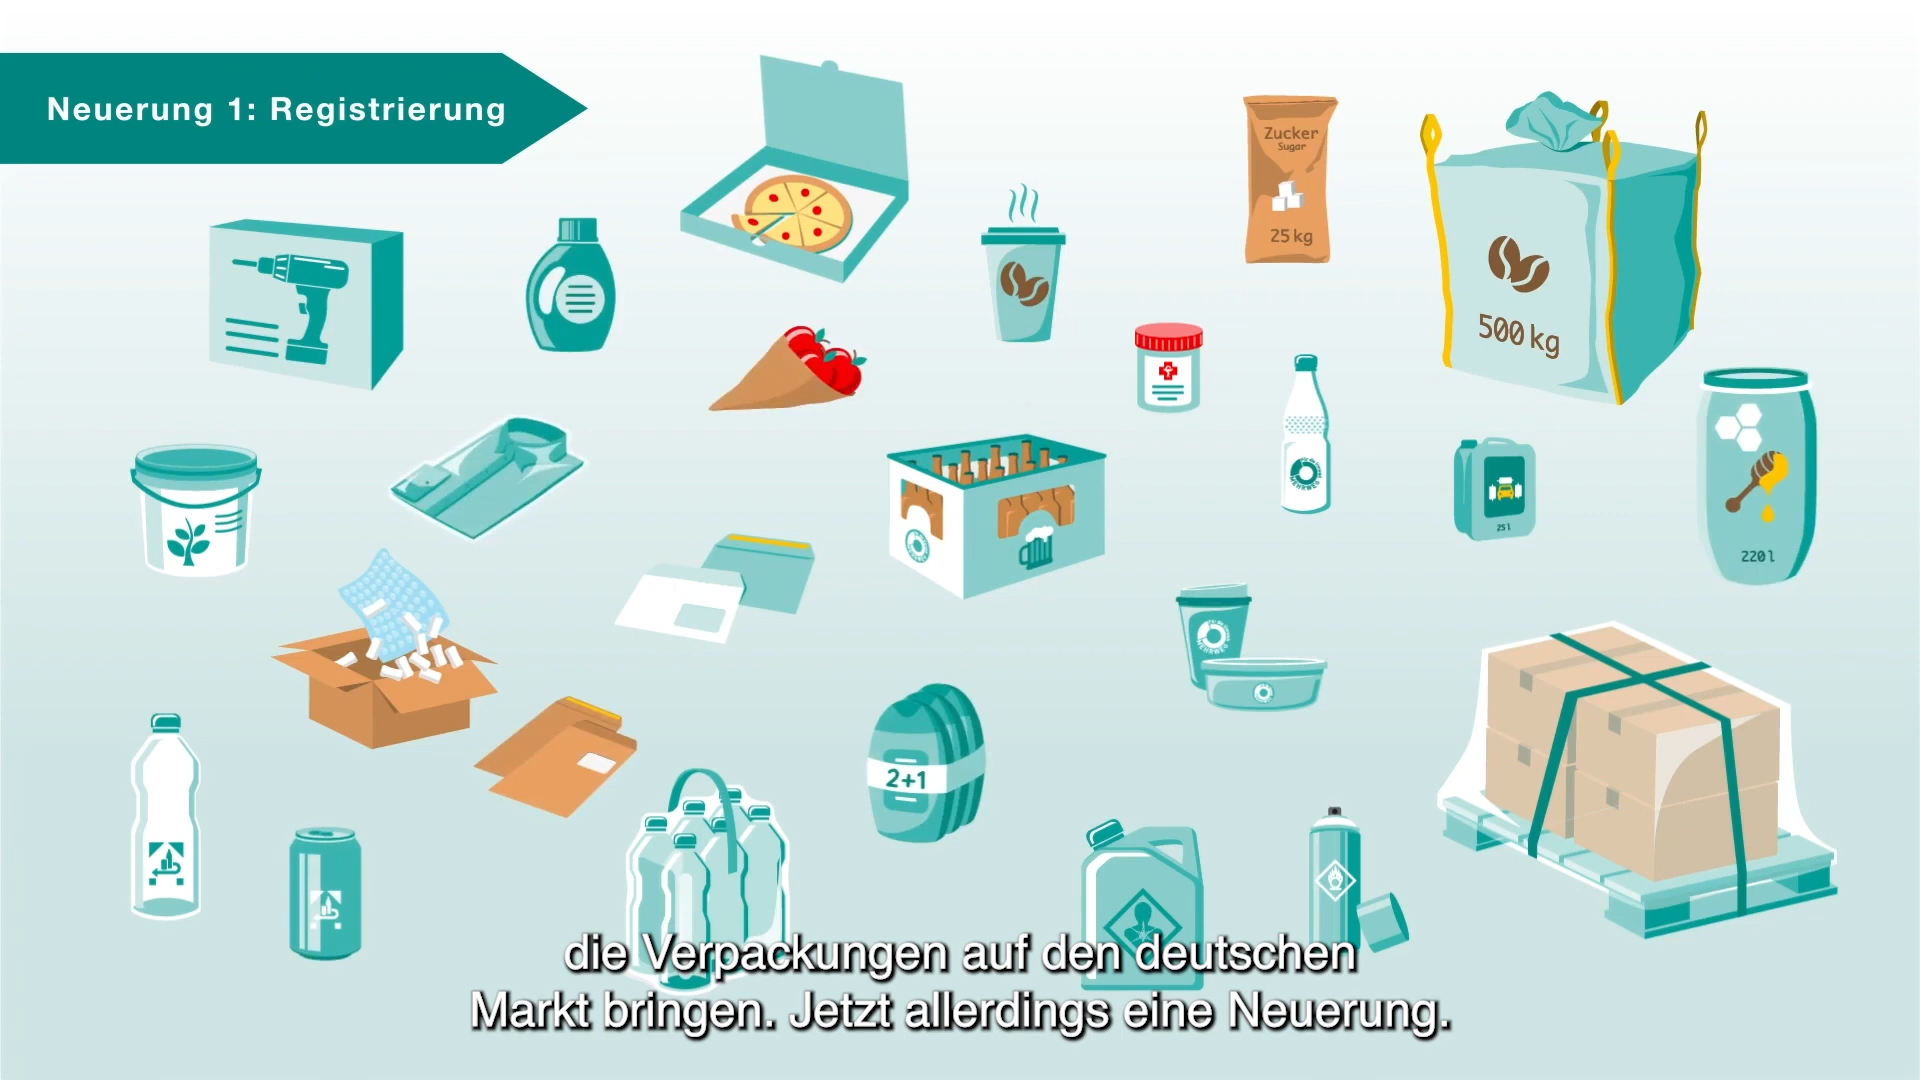 Neuerung 1: Registrierung
Zucker
Sugar
25 kg
500 kg
25 l
220 l
2+1
die Verpackungen auf den deutschen
Markt bringen. Jetzt allerdings eine Neuerung.